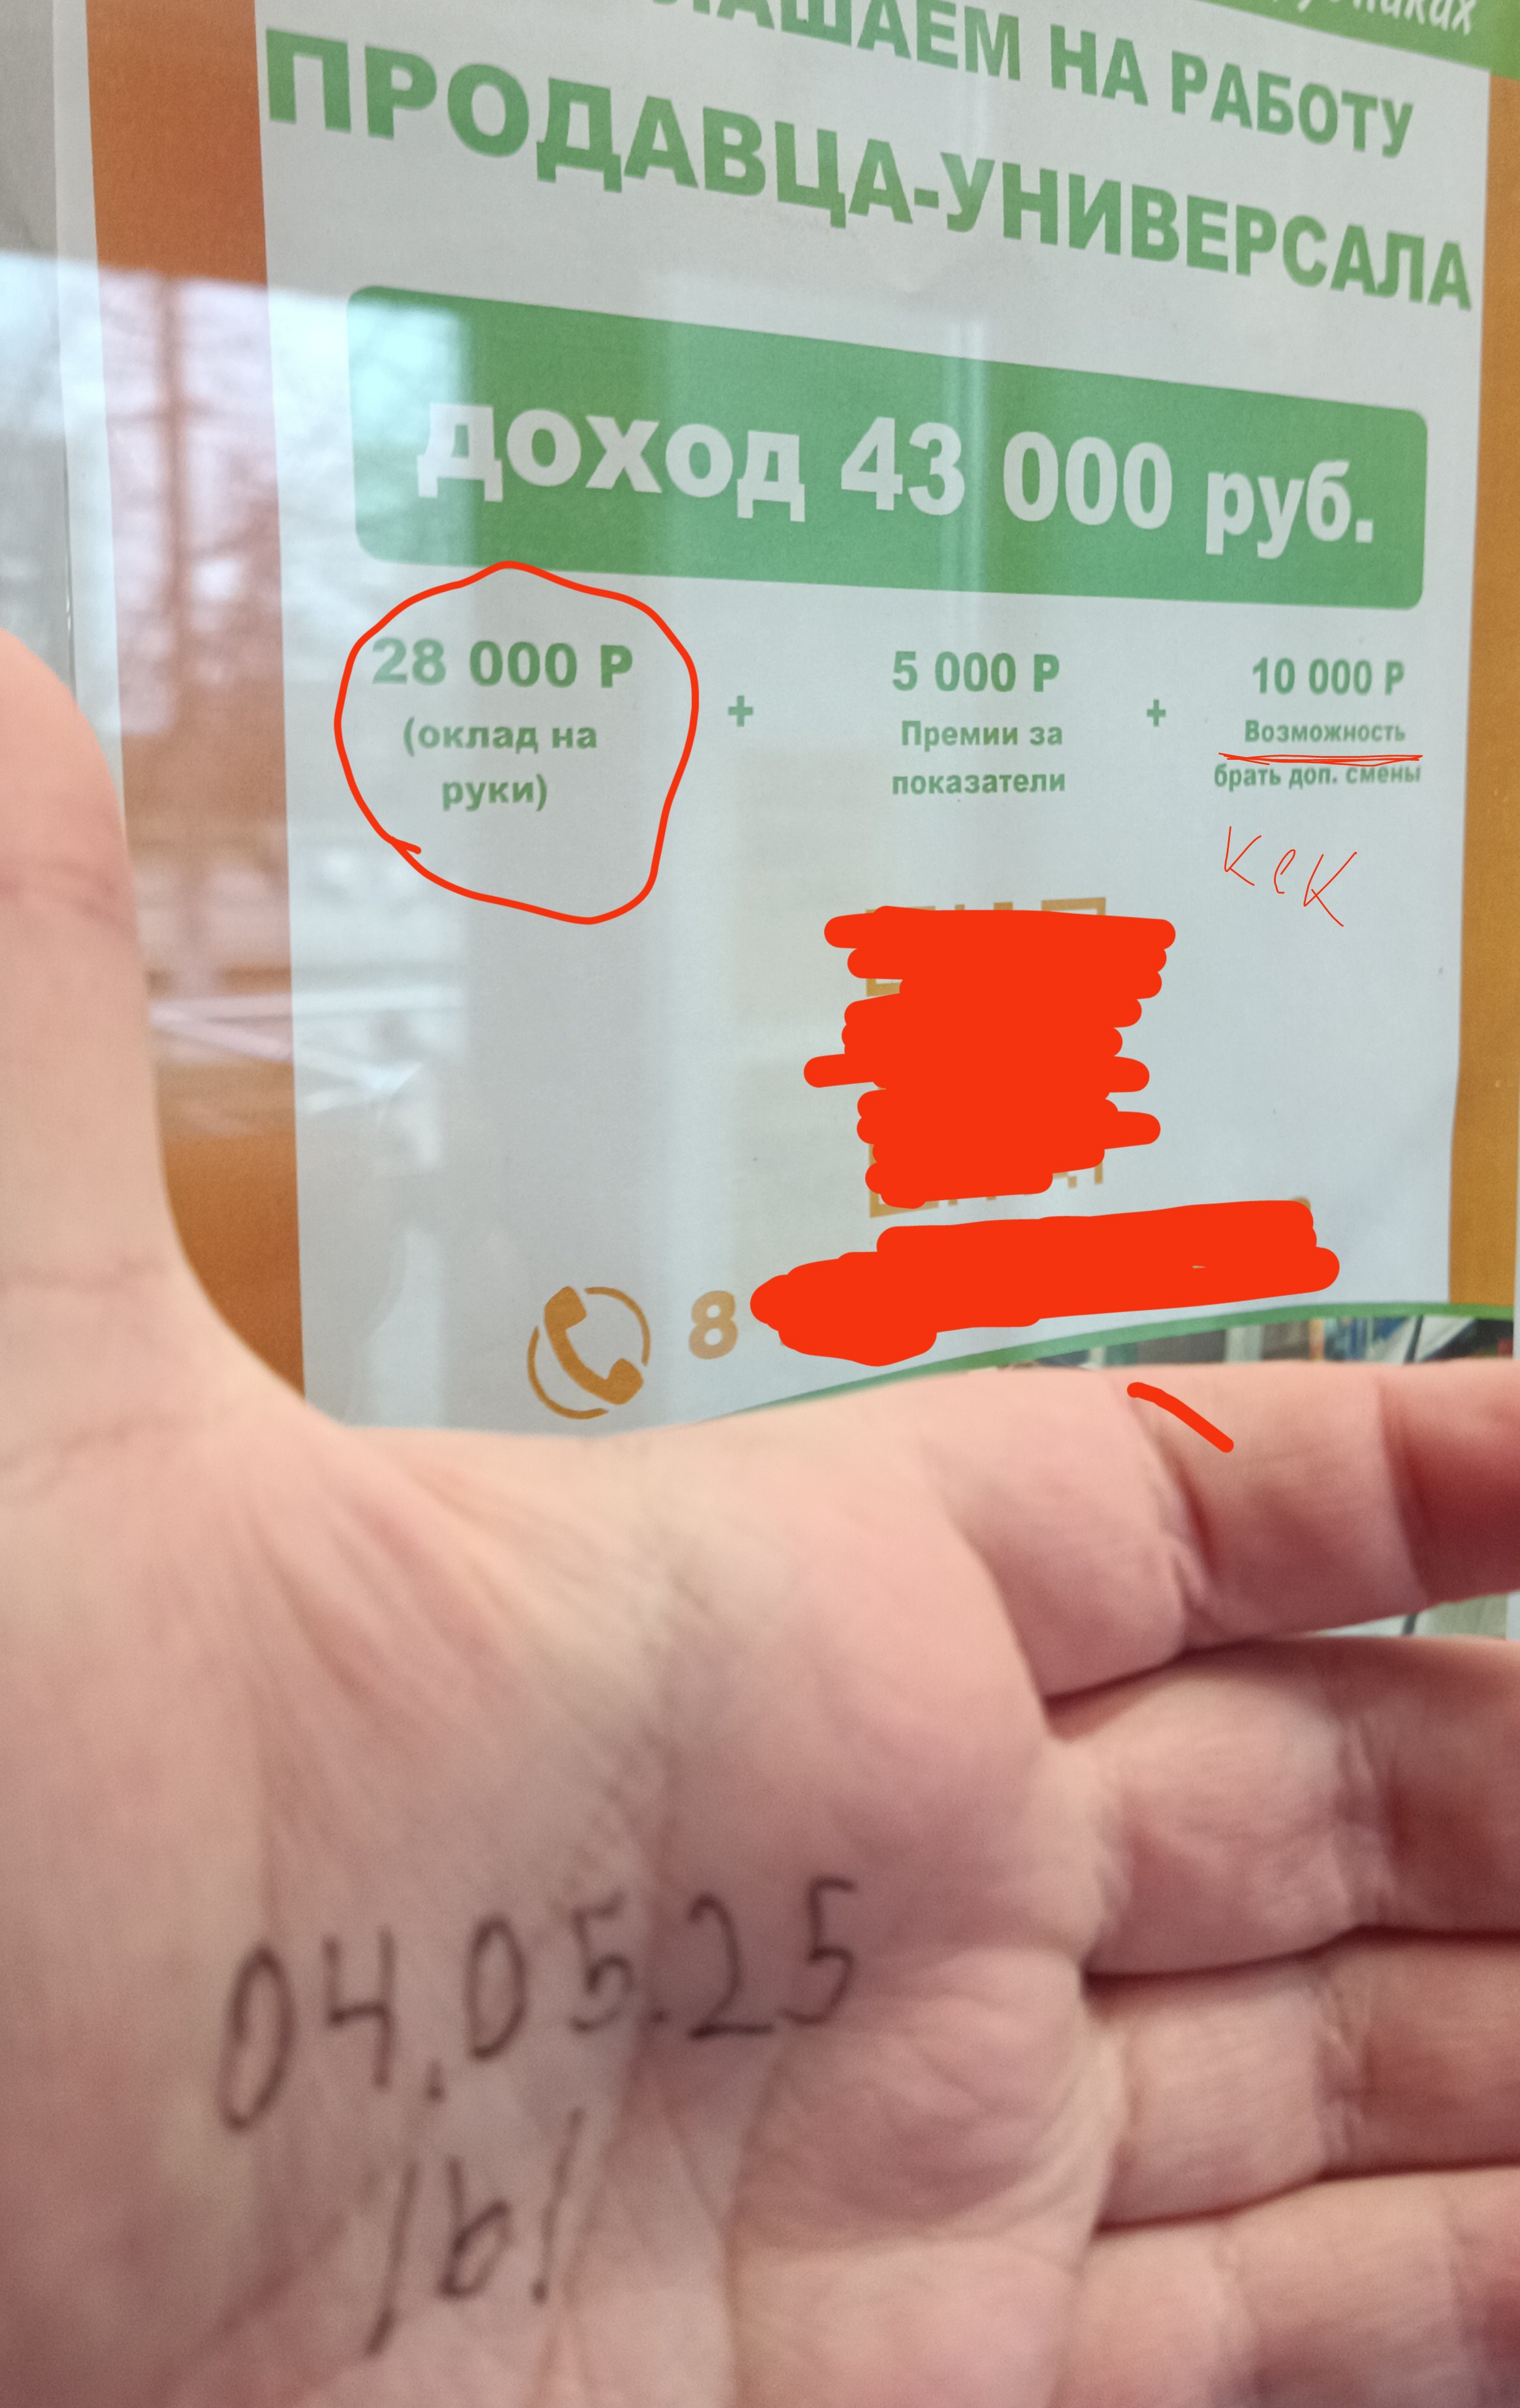 НА РАБОТУ
ПРОДАВЦА-УНИВЕРСАЛА
доход 43 000 руб.
28 000 Р
(оклад на
руки)
+
5 000 Р
Премии за
показатели
+
10 000 Р
Возможность
брать доп. смены
кек
8
04.05.25
/b/